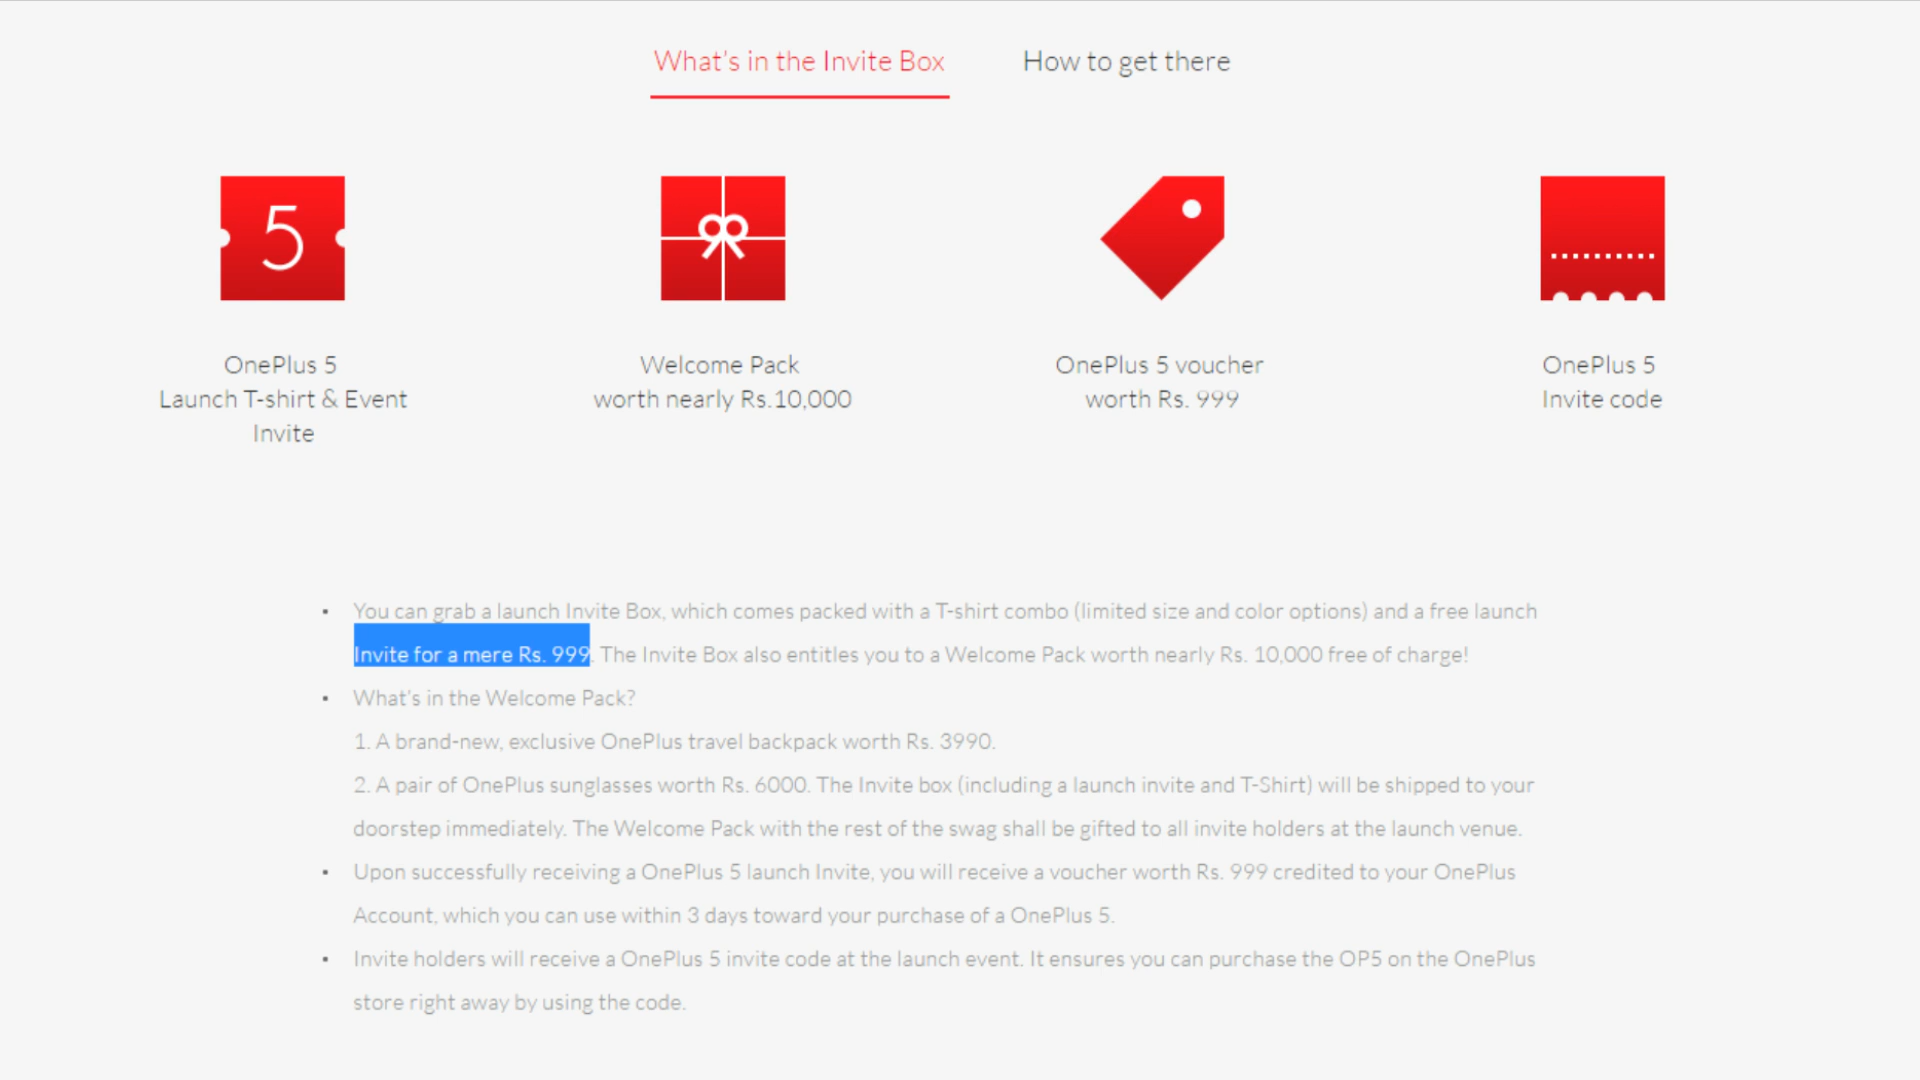 What's in the Invite Box
How to get there
5
OnePlus 5
Launch T-shirt & Event
Invite
Welcome Pack
worth nearly Rs.10,000
OnePlus 5 voucher
worth Rs. 999
OnePlus 5
Invite code
• You can grab a launch Invite Box, which comes packed with a T-shirt combo (limited size and color options) and a free launch
Invite for a mere Rs. 999. The Invite Box also entitles you to a Welcome Pack worth nearly Rs. 10,000 free of charge!
• What's in the Welcome Pack?
1. A brand-new, exclusive OnePlus travel backpack worth Rs. 3990.
2. A pair of OnePlus sunglasses worth Rs. 6000. The Invite box (including a launch invite and T-Shirt) will be shipped to your
doorstep immediately. The Welcome Pack with the rest of the swag shall be gifted to all invite holders at the launch venue.
• Upon successfully receiving a OnePlus 5 launch Invite, you will receive a voucher worth Rs. 999 credited to your OnePlus
Account, which you can use within 3 days toward your purchase of a OnePlus 5.
• Invite holders will receive a OnePlus 5 invite code at the launch event. It ensures you can purchase the OP5 on the OnePlus
store right away by using the code.